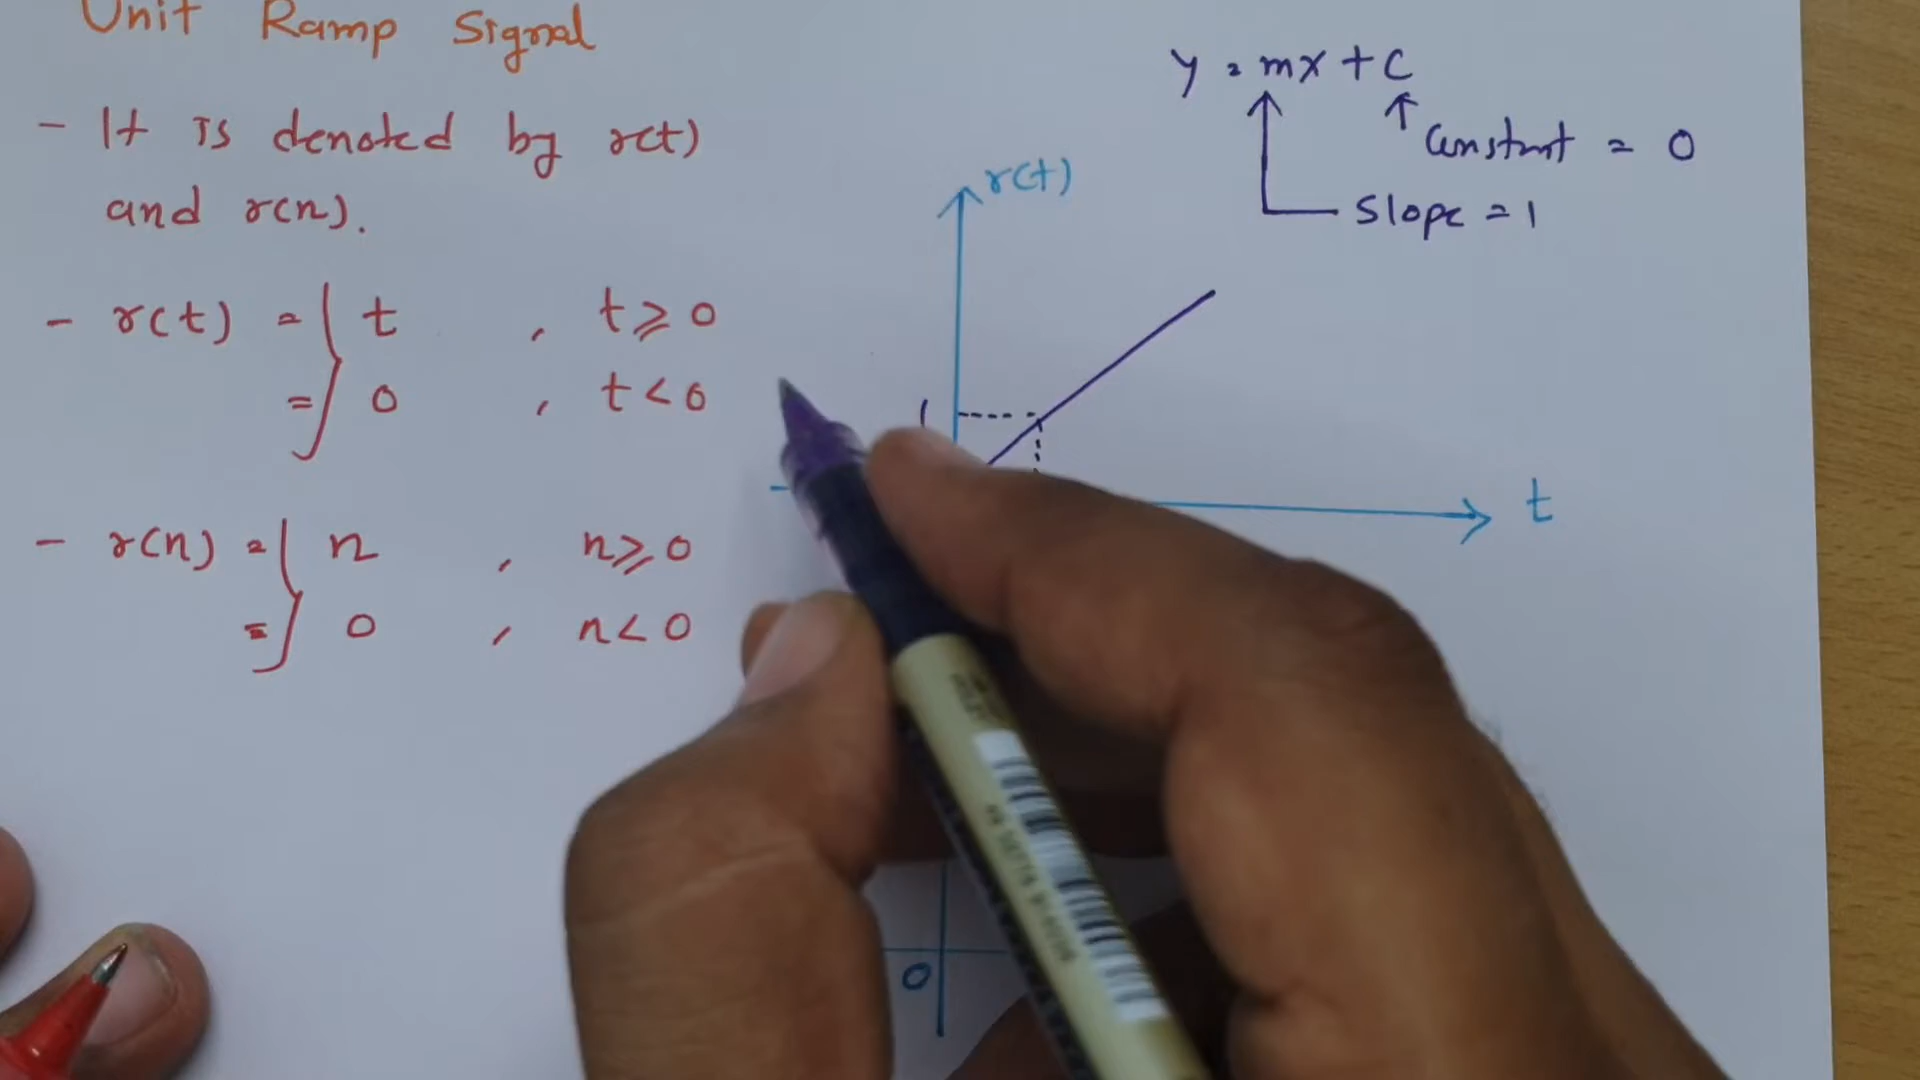 Unit Ramp Signal
- It is denoted by r(t)
and r(n).
- r(t) = { t , t ≥ 0
= 0 , t < 0
- r(n) = { n , n ≥ 0
= 0 , n < 0
y = mx + c
constant = 0
Slope = 1
r(t)
1
t
0